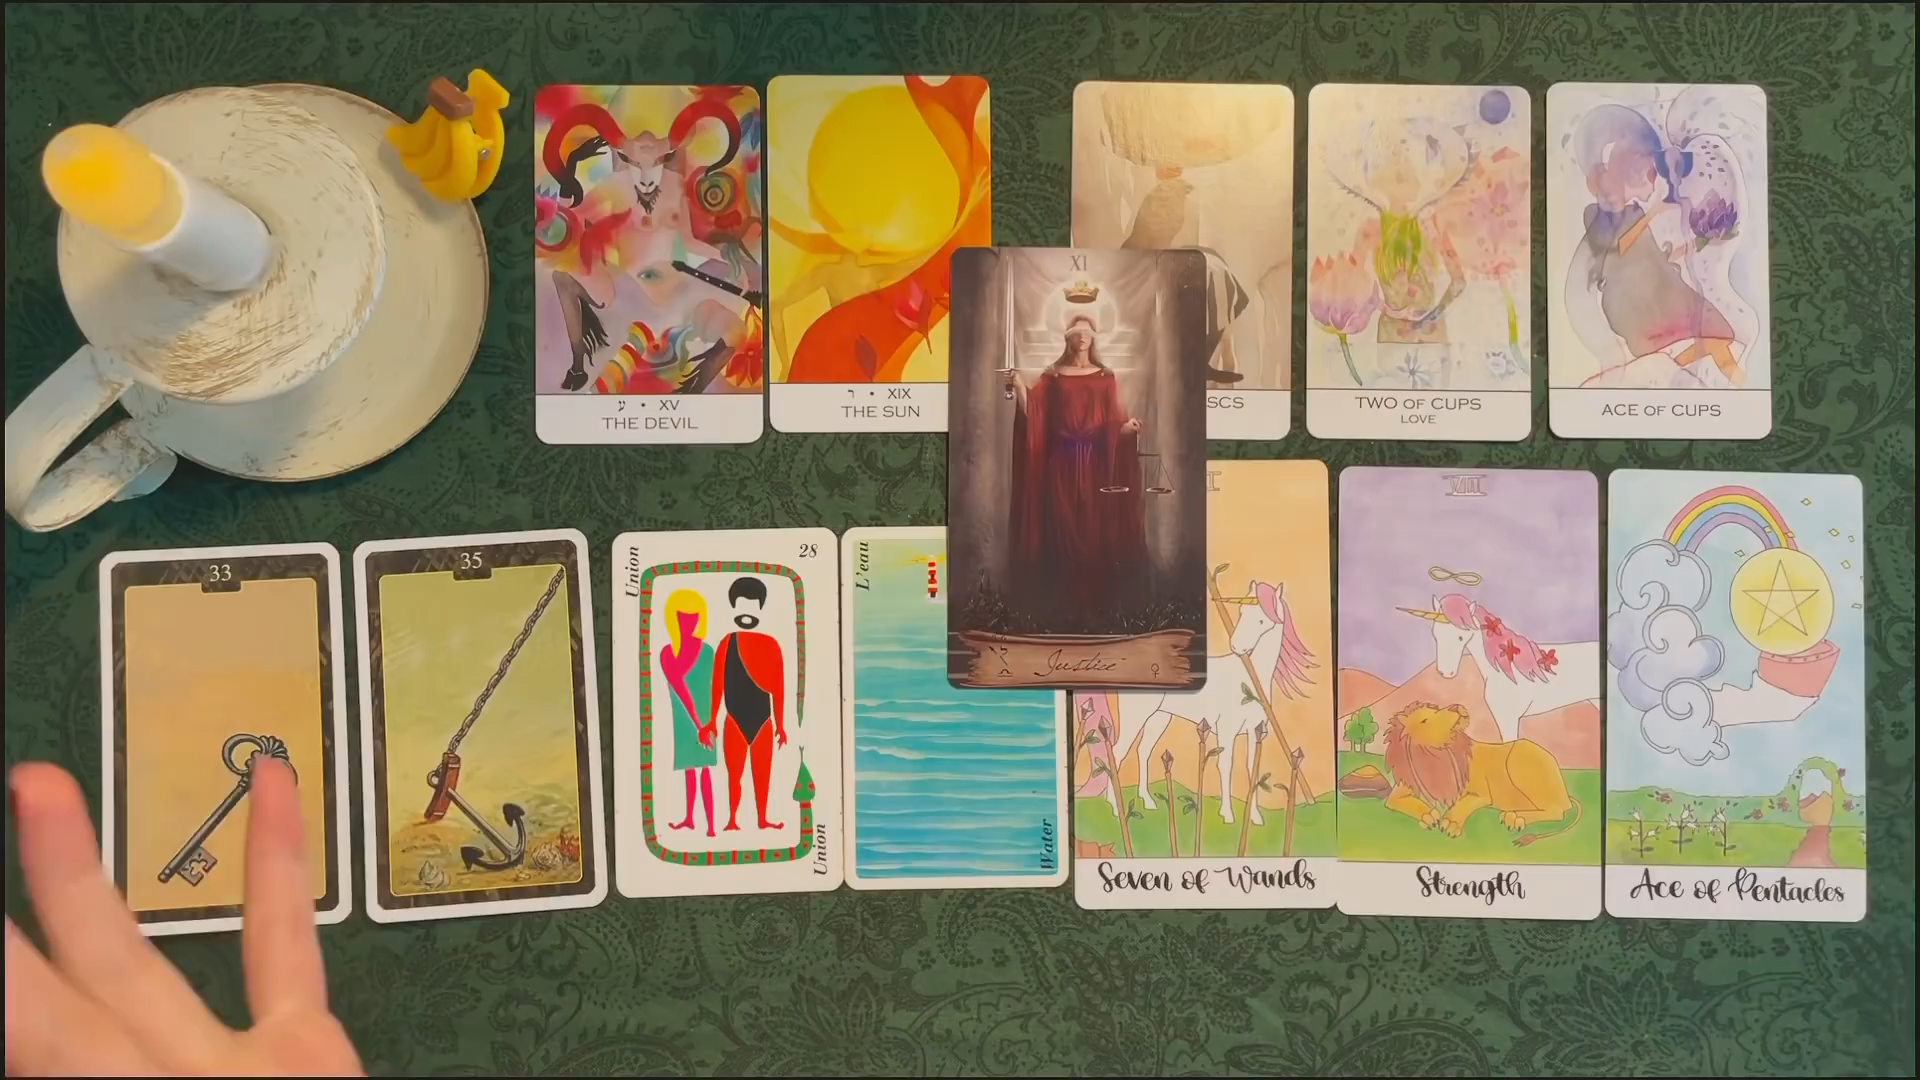 ע • XV
THE DEVIL
ר • XIX
THE SUN
SCS
TWO OF CUPS
LOVE
ACE OF CUPS
XI
Justice
33
35
Union
28
Union
L'eau
Water
I
Seven of Wands
VIII
Strength
Ace of Pentacles